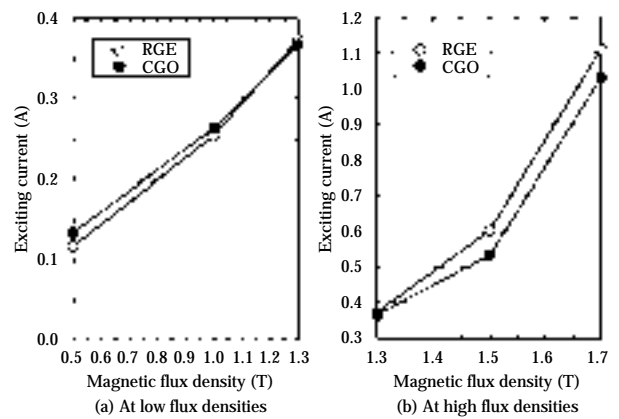 0.4
0.3
0.2
0.1
0.0
Exciting current (A)
RGE
CGO
0.5 0.6 0.7 0.8 0.9 1.0 1.1 1.2 1.3
Magnetic flux density (T)
(a) At low flux densities
1.2
1.1
1.0
0.9
0.8
0.7
0.6
0.5
0.4
0.3
Exciting current (A)
RGE
CGO
1.3 1.4 1.5 1.6 1.7
Magnetic flux density (T)
(b) At high flux densities